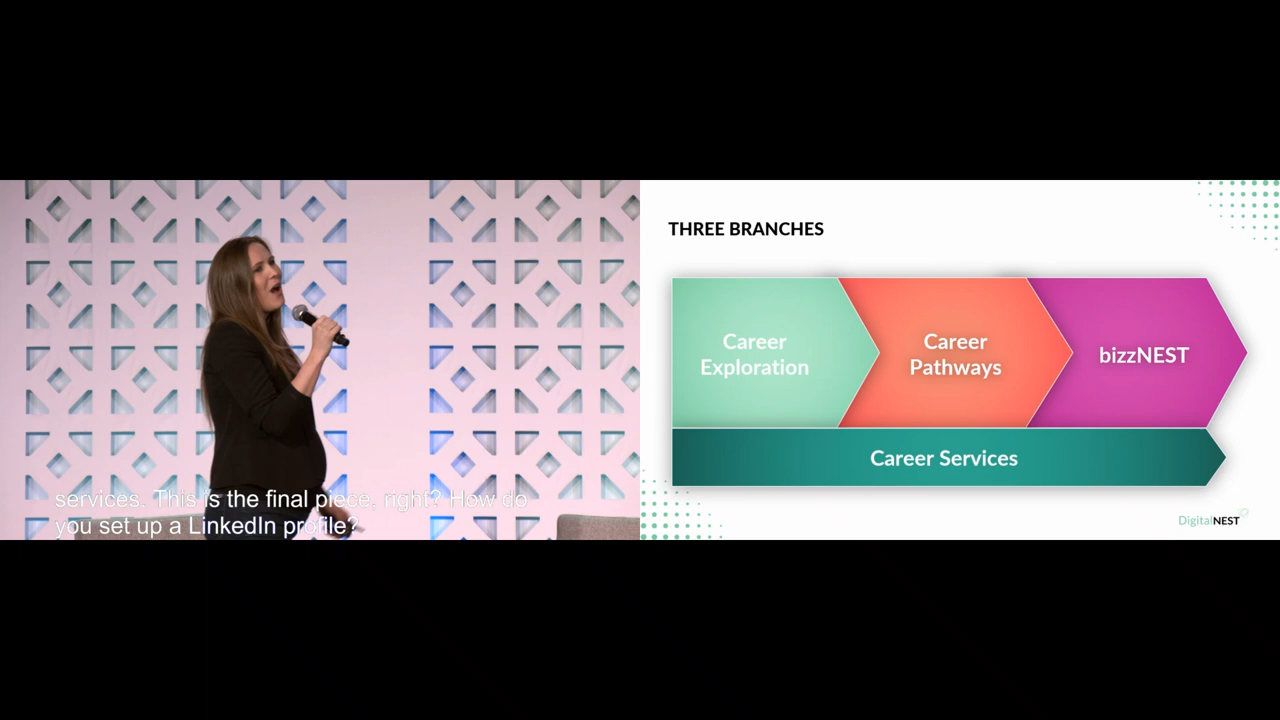 services. This is the final piece, right? How do
you set up a LinkedIn profile?
THREE BRANCHES
Career
Exploration
Career
Pathways
bizzNEST
Career Services
DigitalNEST